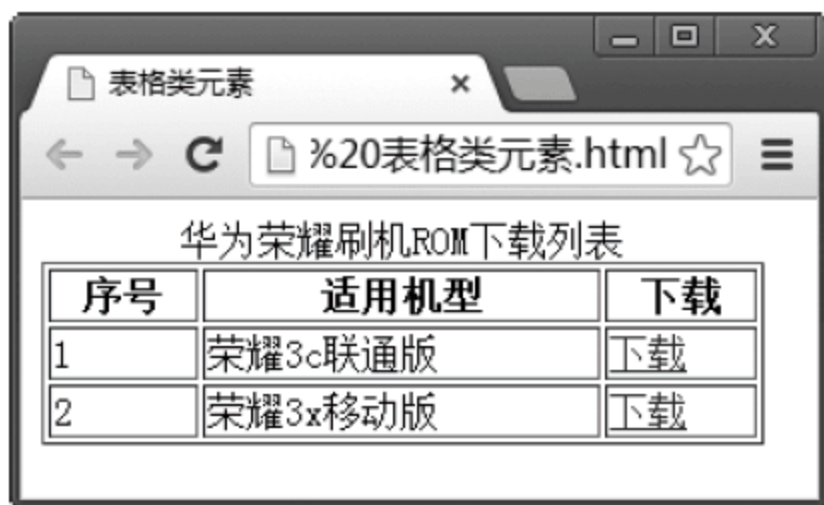 表格类元素
%20表格类元素.html
华为荣耀刷机ROM下载列表
序号 适用机型 下载
1 荣耀3c联通版 下载
2 荣耀3x移动版 下载